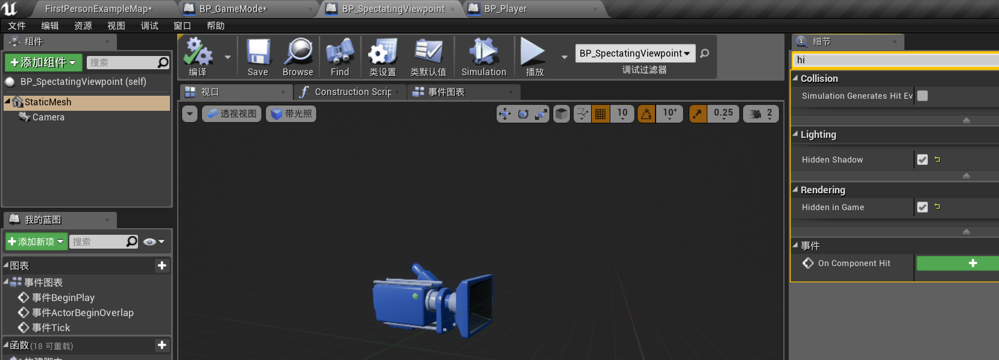 FirstPersonExampleMap*
BP_GameMode*
BP_SpectatingViewpoint
BP_Player
文件 编辑 资源 视图 调试 窗口 帮助
组件
添加组件
搜索
BP_SpectatingViewpoint (self)
StaticMesh
Camera
我的蓝图
添加新项
搜索
图表
事件图表
事件BeginPlay
事件ActorBeginOverlap
事件Tick
函数 (18 可重载)
构建脚本
编译
Save
Browse
Find
类设置
类默认值
Simulation
播放
BP_SpectatingViewpoint
调试过滤器
视口
Construction Scrip
事件图表
透视视图
带光照
10
10°
0.25
2
细节
hi
Collision
Simulation Generates Hit Ev
Lighting
Hidden Shadow
Rendering
Hidden in Game
事件
On Component Hit